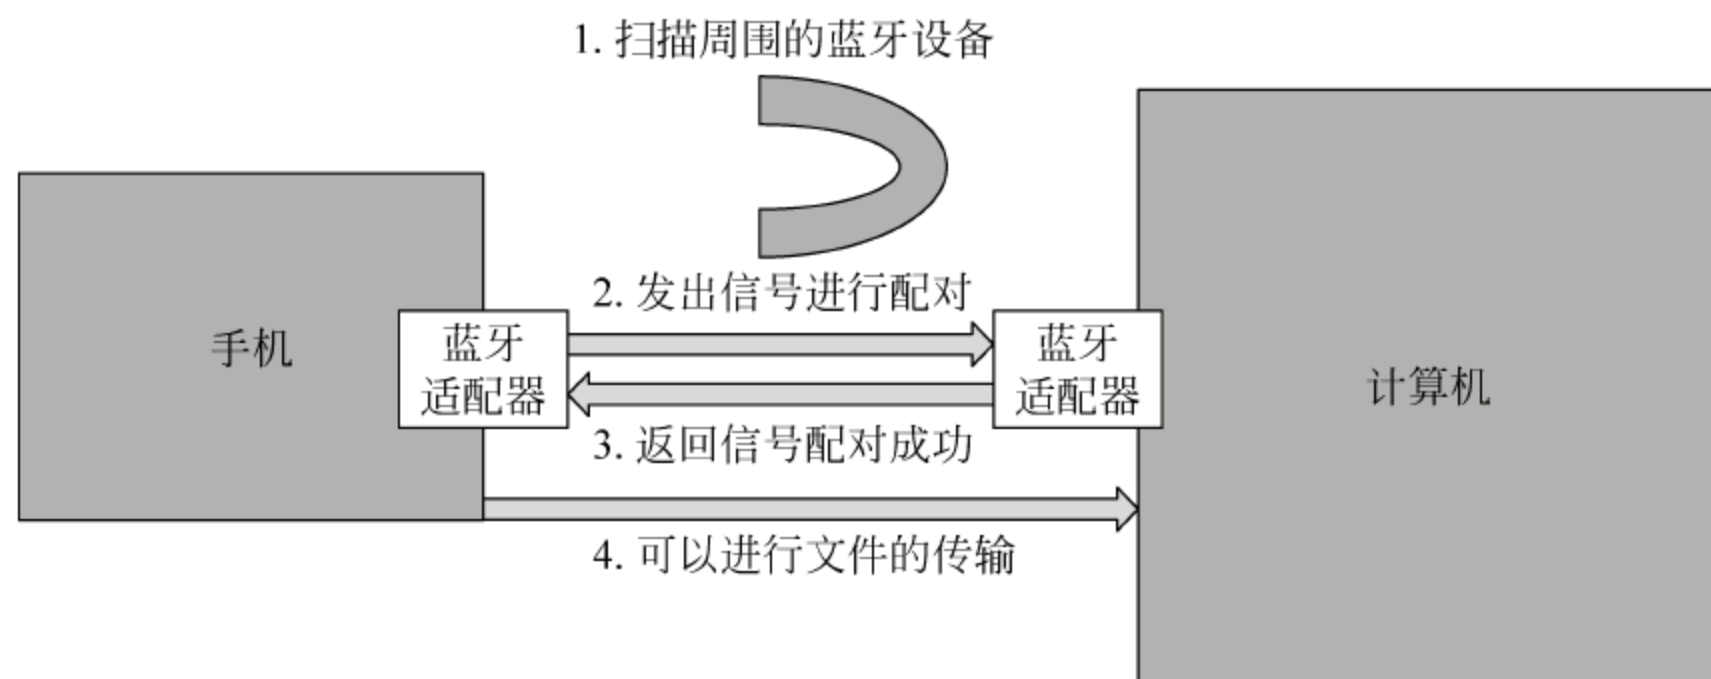 1. 扫描周围的蓝牙设备
2. 发出信号进行配对
手机
蓝牙
适配器
蓝牙
适配器
计算机
3. 返回信号配对成功
4. 可以进行文件的传输